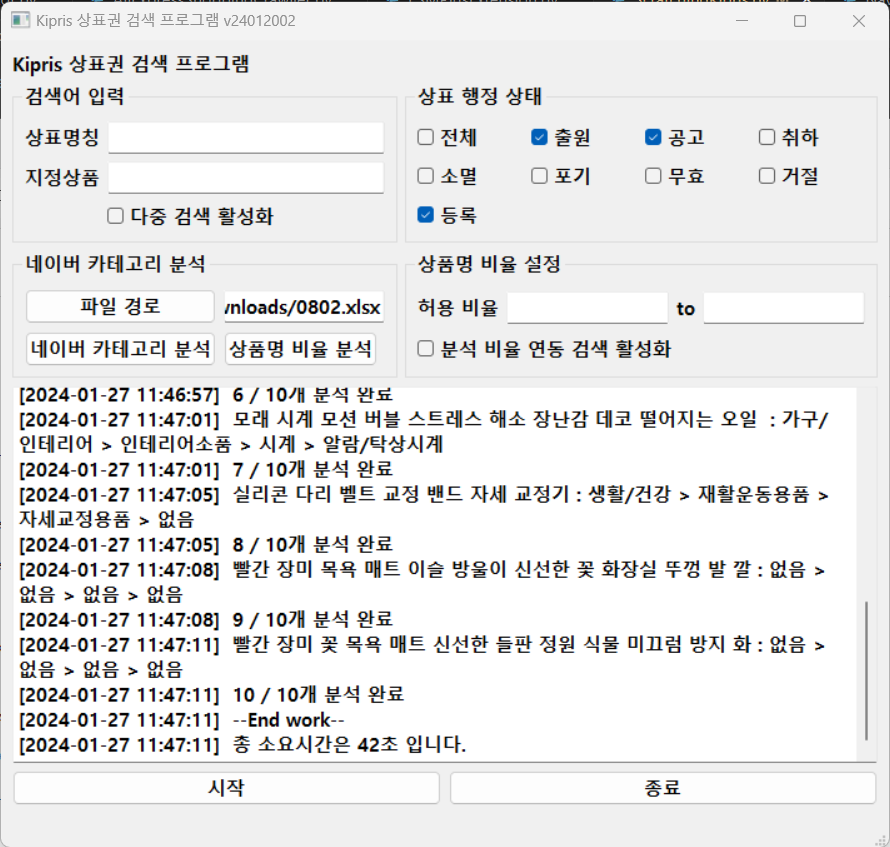 Kipris 상표권 검색 프로그램 v24012002
Kipris 상표권 검색 프로그램
검색어 입력
상표명칭
지정상품
다중 검색 활성화
상표 행정 상태
전체 출원 공고 취하
소멸 포기 무효 거절
등록
네이버 카테고리 분석
파일 경로 wnloads/0802.xlsx
네이버 카테고리 분석 상품명 비율 분석
상품명 비율 설정
허용 비율 to
분석 비율 연동 검색 활성화
[2024-01-27 11:46:57] 6 / 10개 분석 완료
[2024-01-27 11:47:01] 모래 시계 모션 버블 스트레스 해소 장난감 데코 떨어지는 오일 : 가구/
인테리어 > 인테리어소품 > 시계 > 알람/탁상시계
[2024-01-27 11:47:01] 7 / 10개 분석 완료
[2024-01-27 11:47:05] 실리콘 다리 벨트 교정 밴드 자세 교정기 : 생활/건강 > 재활운동용품 >
자세교정용품 > 없음
[2024-01-27 11:47:05] 8 / 10개 분석 완료
[2024-01-27 11:47:08] 빨간 장미 목욕 매트 이슬 방울이 신선한 꽃 화장실 뚜껑 발 깔 : 없음 >
없음 > 없음 > 없음
[2024-01-27 11:47:08] 9 / 10개 분석 완료
[2024-01-27 11:47:11] 빨간 장미 꽃 목욕 매트 신선한 들판 정원 식물 미끄럼 방지 화 : 없음 >
없음 > 없음 > 없음
[2024-01-27 11:47:11] 10 / 10개 분석 완료
[2024-01-27 11:47:11] --End work--
[2024-01-27 11:47:11] 총 소요시간은 42초 입니다.
시작 종료